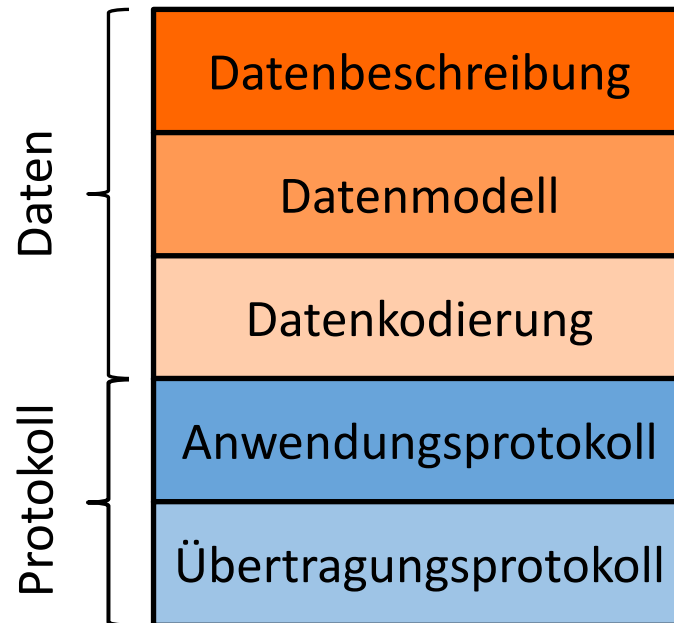 Daten
Datenbeschreibung
Datenmodell
Datenkodierung
Protokoll
Anwendungsprotokoll
Übertragungsprotokoll